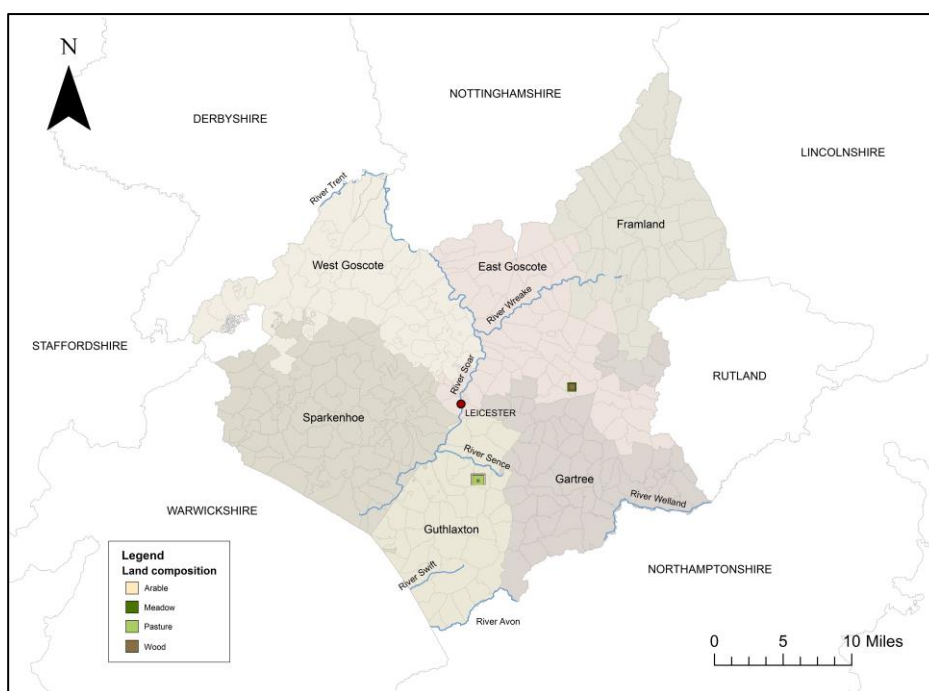 N
NOTTINGHAMSHIRE
DERBYSHIRE
LINCOLNSHIRE
River Trent
Framland
West Goscote
East Goscote
River Wreake
STAFFORDSHIRE
RUTLAND
River Soar
LEICESTER
Sparkenhoe
River Sence
Gartree
River Welland
WARWICKSHIRE
Guthlaxton
Legend
Land composition
Arable
Meadow
Pasture
Wood
River Swift
NORTHAMPTONSHIRE
River Avon
0 5 10 Miles